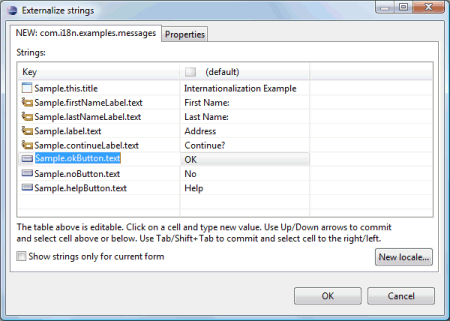 Externalize strings
NEW: com.i18n.examples.messages Properties
Strings:
Key (default)
Sample.this.title Internationalization Example
Sample.firstNameLabel.text First Name:
Sample.lastNameLabel.text Last Name:
Sample.label.text Address
Sample.continueLabel.text Continue?
Sample.okButton.text OK
Sample.noButton.text No
Sample.helpButton.text Help
The table above is editable. Click on a cell and type new value. Use Up/Down arrows to commit
and select cell above or below. Use Tab/Shift+Tab to commit and select cell to the right/left.
Show strings only for current form New locale...
OK Cancel